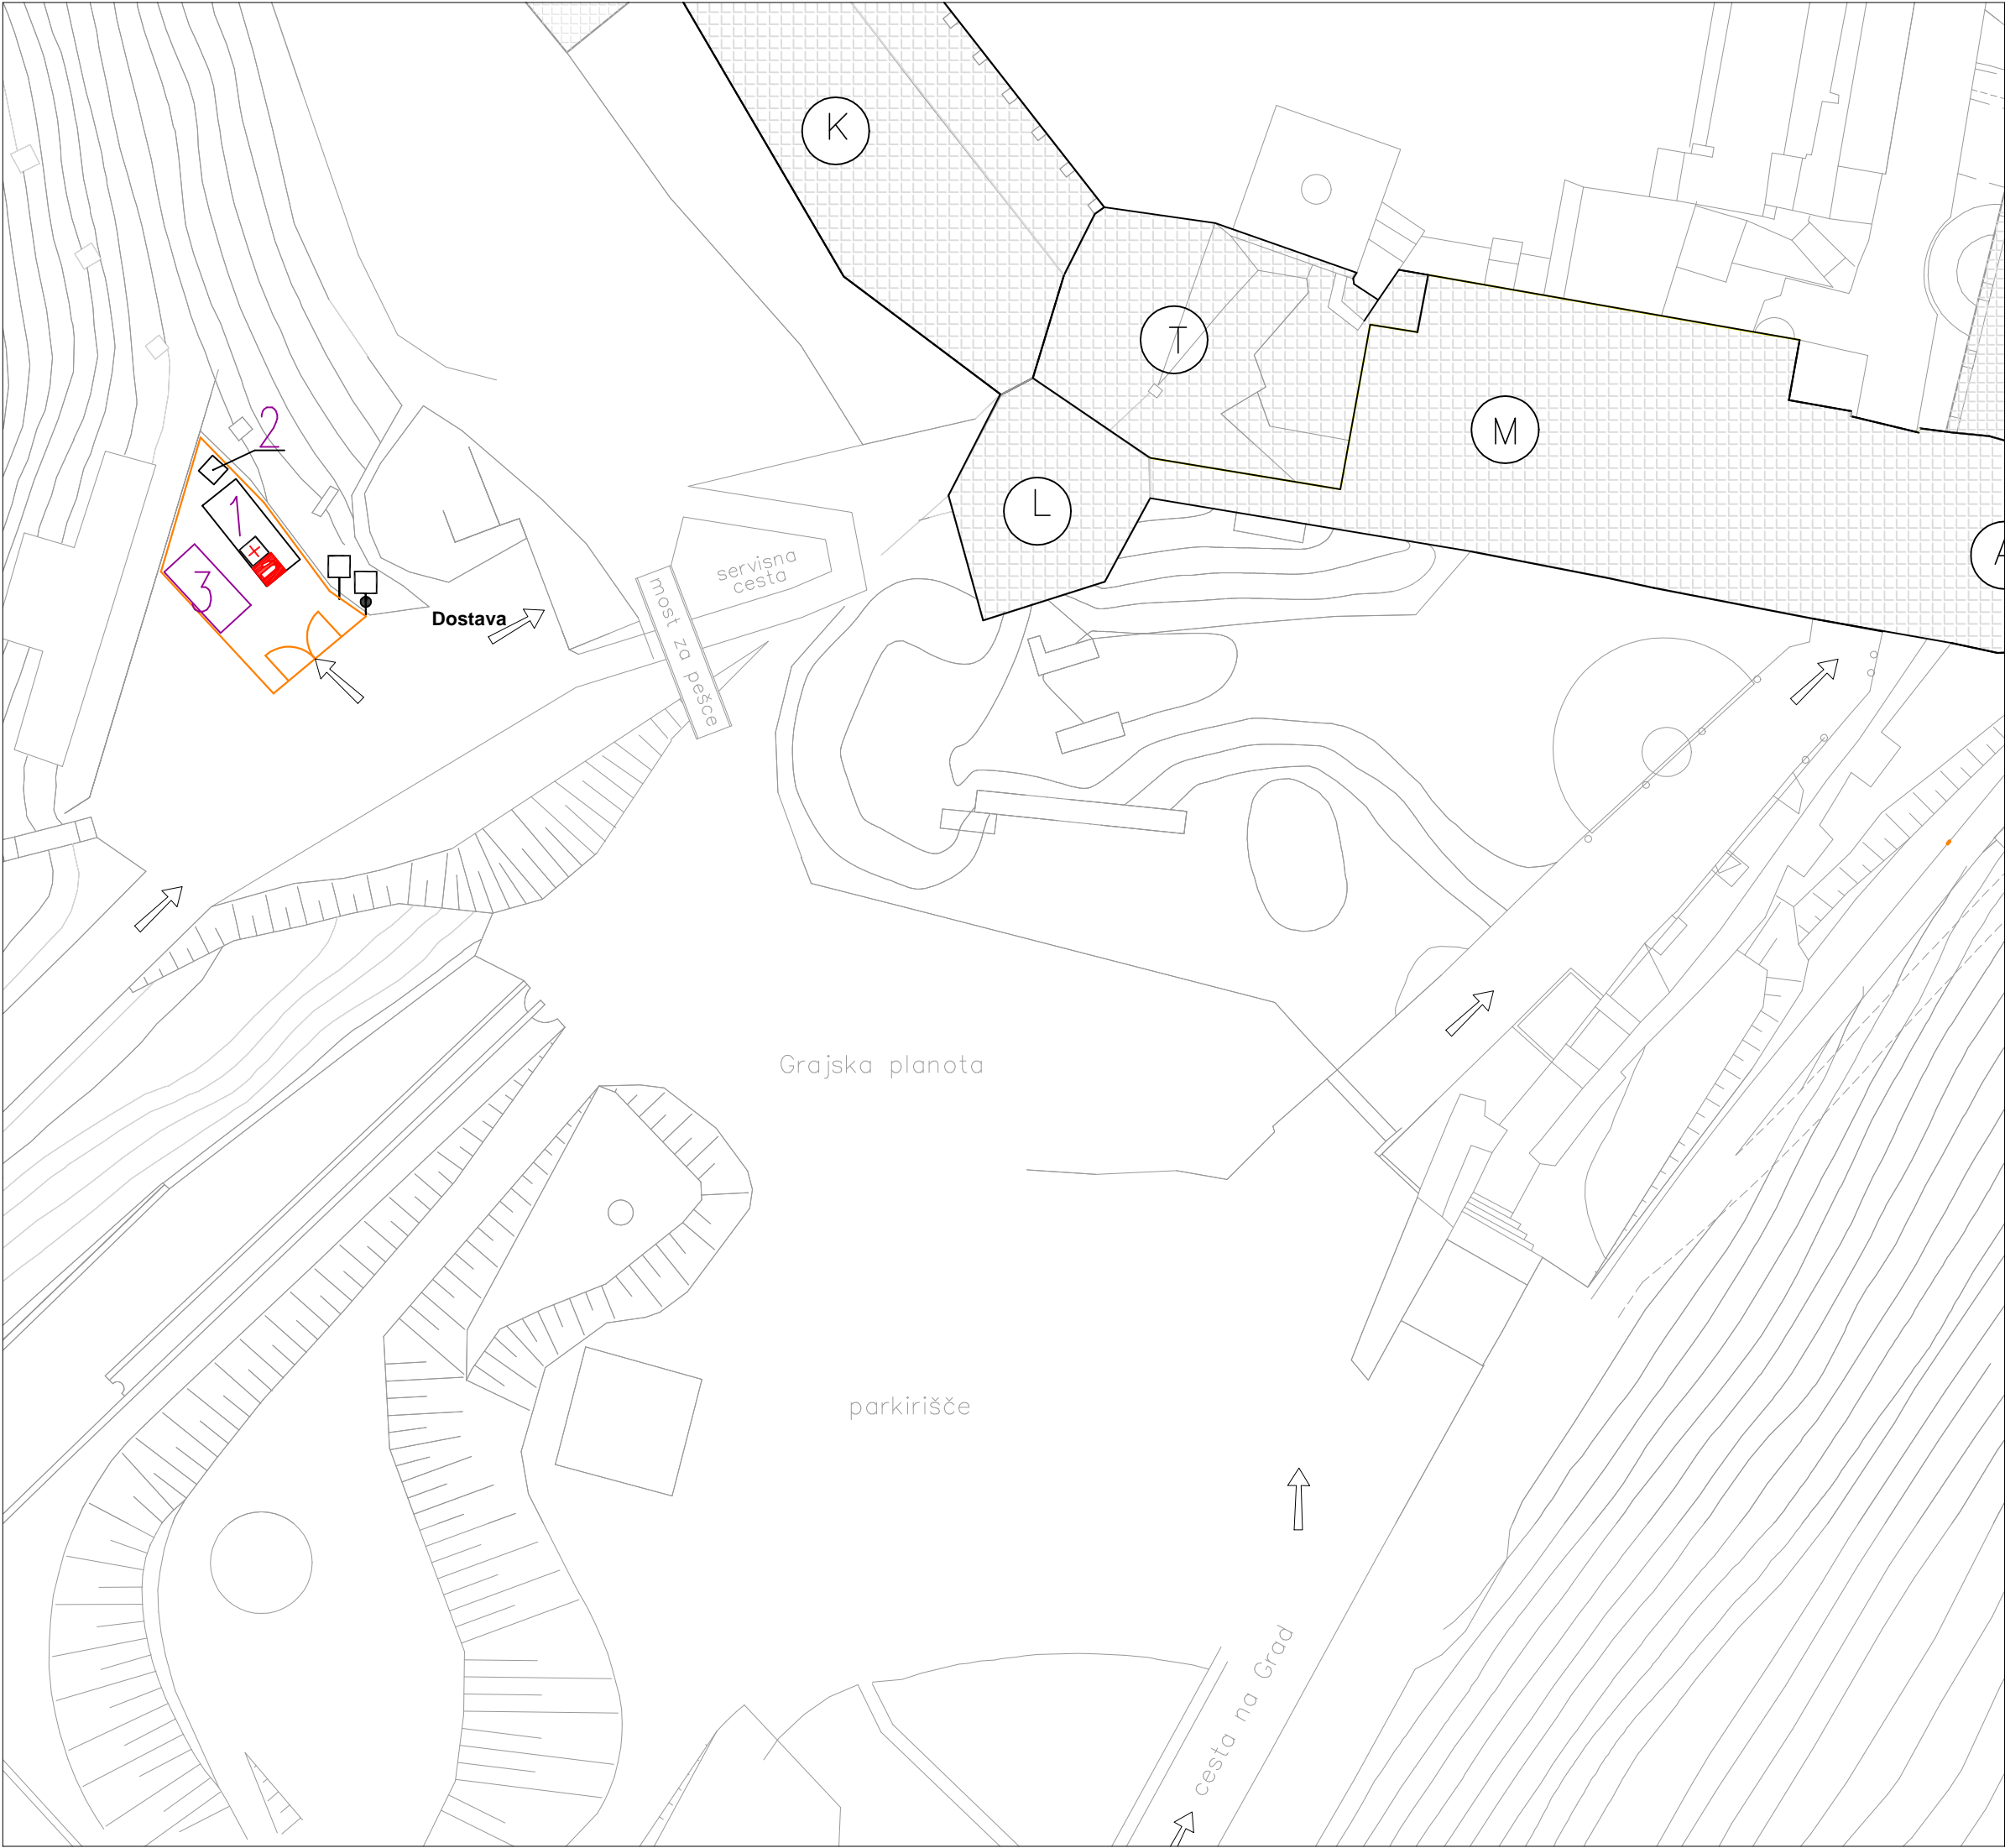 K
T
M
L
A
2
1
3
servisna
cesta
most za pešce
Dostava
Grajska planota
parkirišče
cesta na Grad